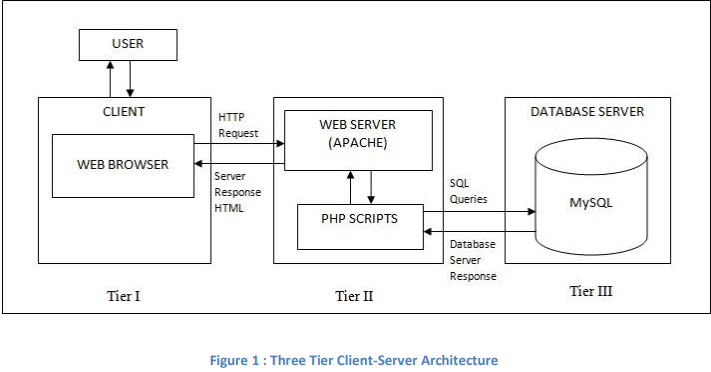 USER
CLIENT
WEB BROWSER
HTTP
Request
Server
Response
HTML
WEB SERVER
(APACHE)
PHP SCRIPTS
SQL
Queries
Database
Server
Response
DATABASE SERVER
MySQL
Tier I
Tier II
Tier III
Figure 1 : Three Tier Client-Server Architecture